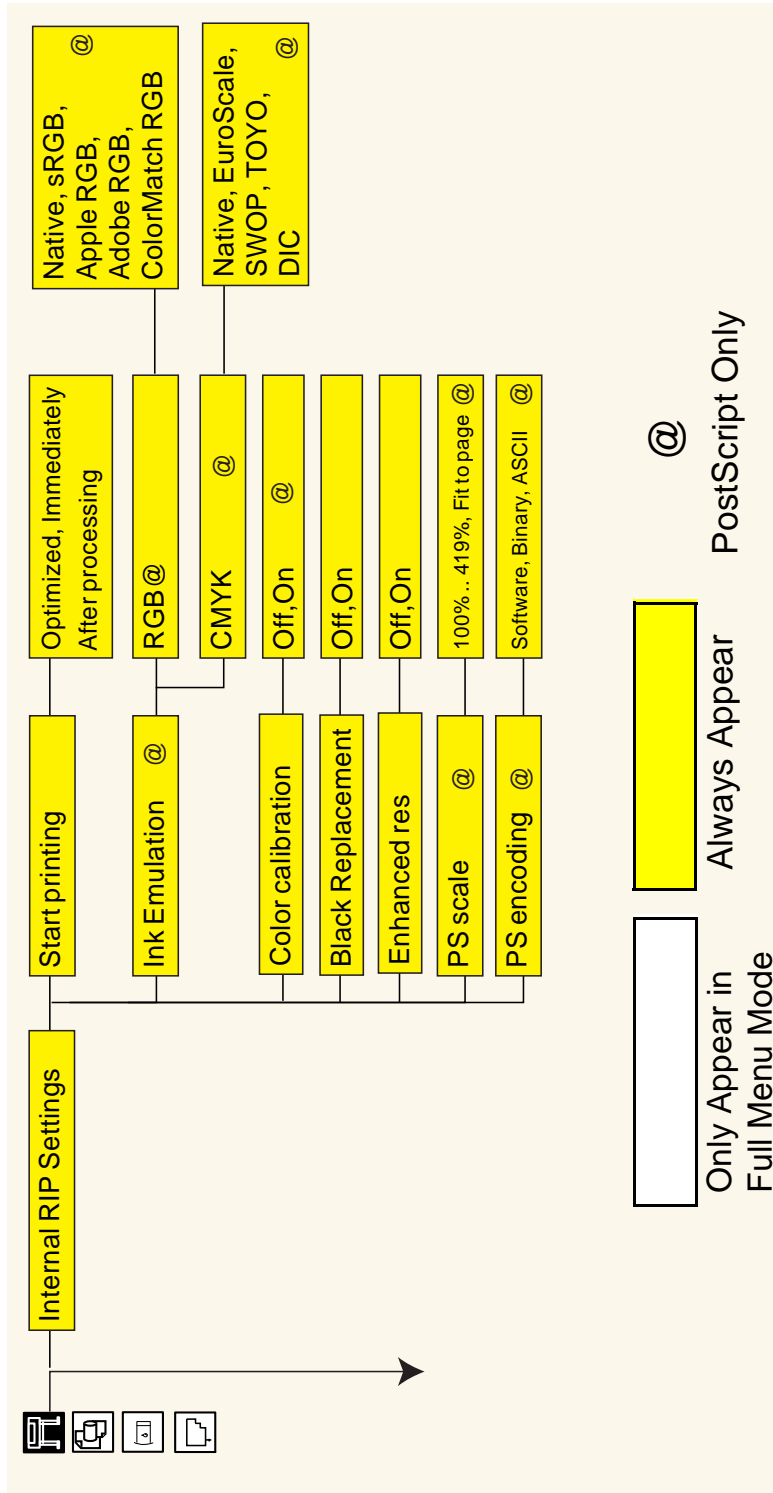 Internal RIP Settings
Start printing
Optimized, Immediately
After processing
Ink Emulation @
RGB@
Native, sRGB,
Apple RGB, @
Adobe RGB,
ColorMatch RGB
CMYK @
Native, EuroScale,
SWOP, TOYO,
DIC @
Color calibration
Off,On @
Black Replacement
Off,On
Enhanced res
Off,On
PS scale @
100% .. 419%, Fit to page @
PS encoding @
Software, Binary, ASCII @
Only Appear in
Full Menu Mode
Always Appear
@
PostScript Only